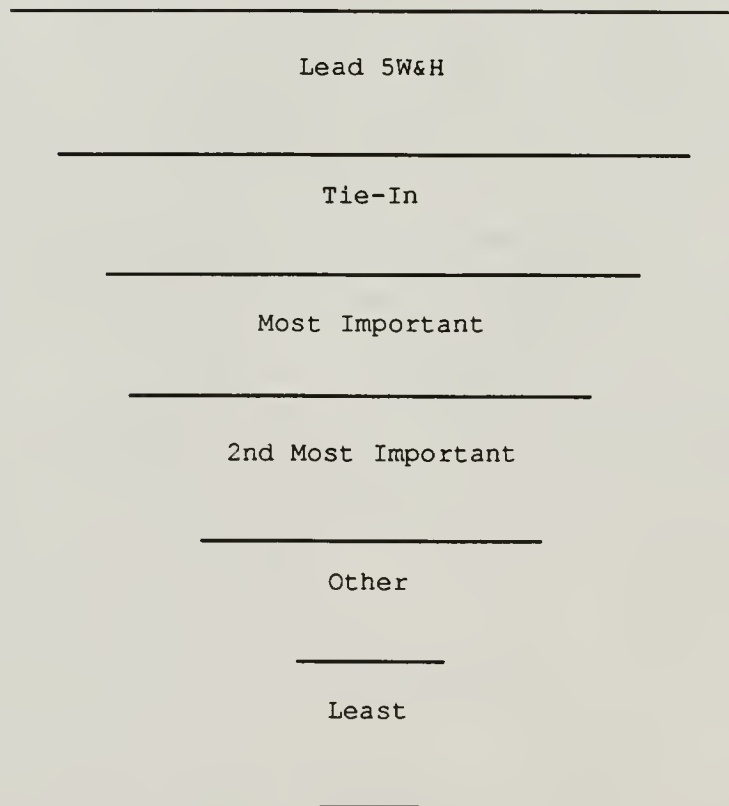 Lead 5W&H
Tie-In
Most Important
2nd Most Important
Other
Least